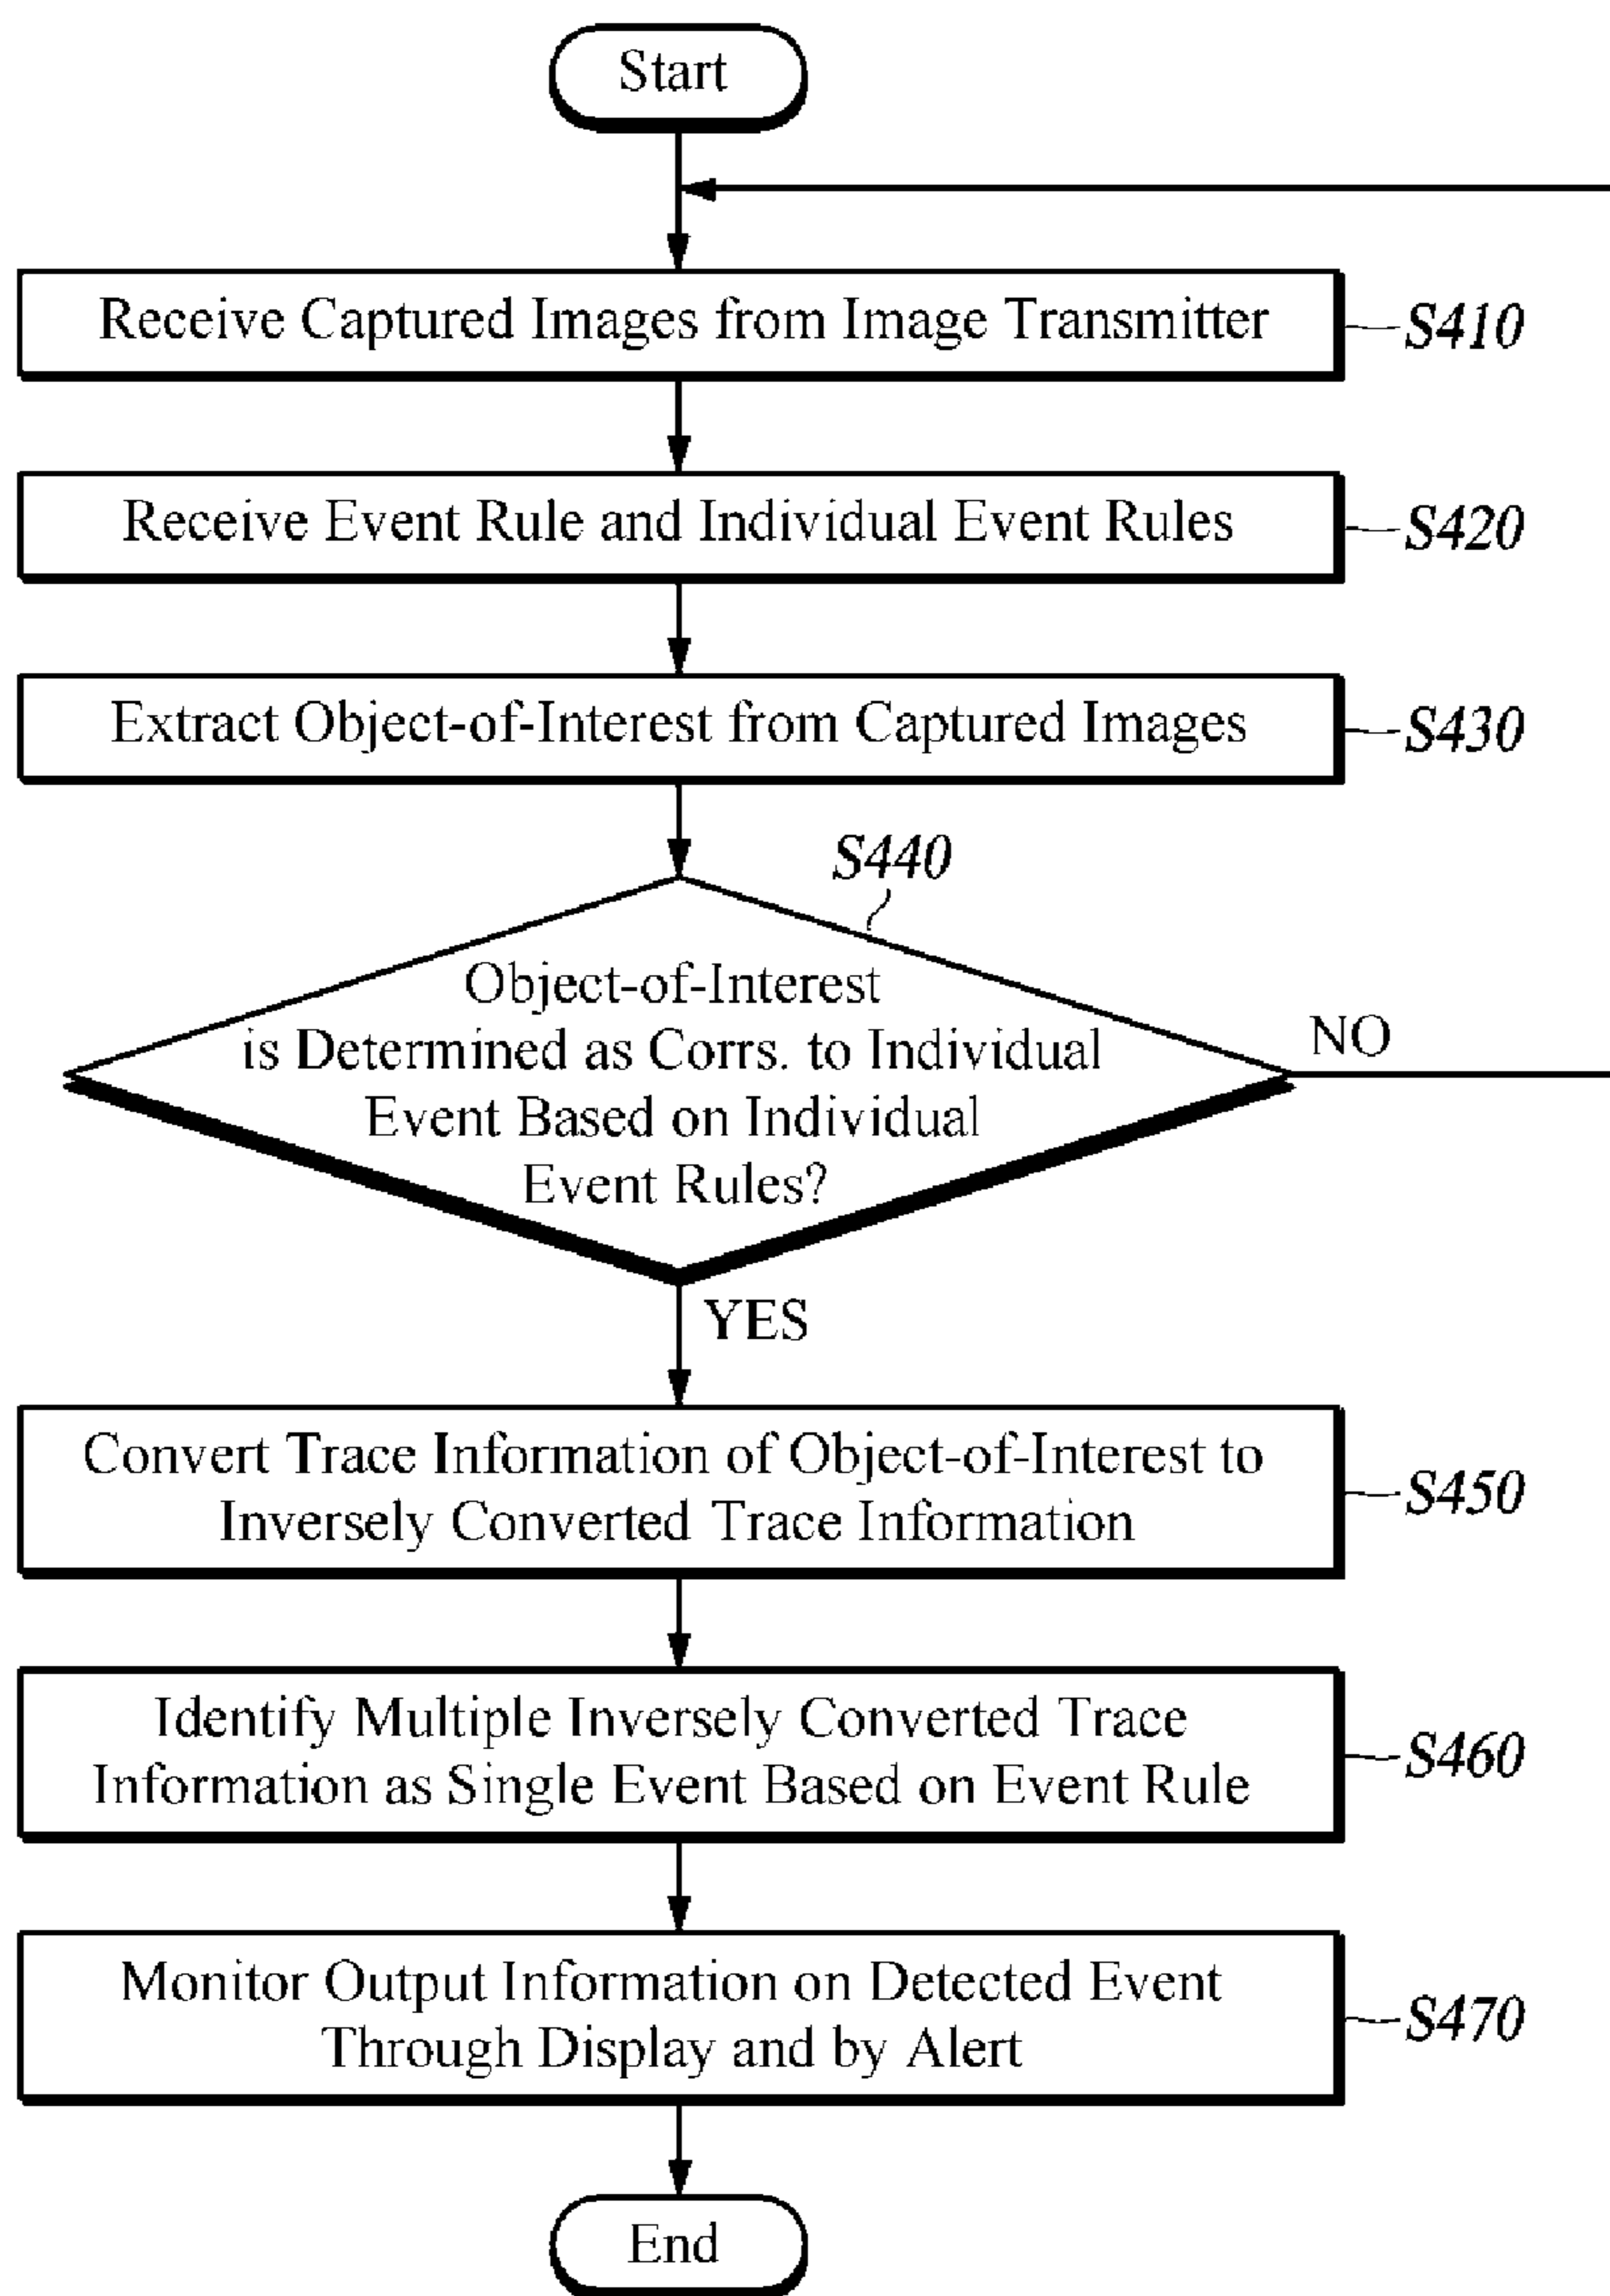 Start
Receive Captured Images from Image Transmitter
S410
Receive Event Rule and Individual Event Rules
S420
Extract Object-of-Interest from Captured Images
S430
S440
Object-of-Interest
is Determined as Corrs. to Individual
Event Based on Individual
Event Rules?
NO
YES
Convert Trace Information of Object-of-Interest to
Inversely Converted Trace Information
S450
Identify Multiple Inversely Converted Trace
Information as Single Event Based on Event Rule
S460
Monitor Output Information on Detected Event
Through Display and by Alert
S470
End